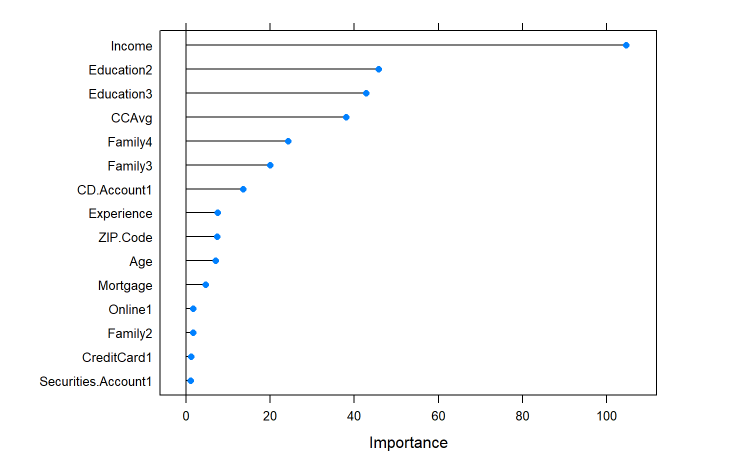 Income
Education2
Education3
CCAvg
Family4
Family3
CD.Account1
Experience
ZIP.Code
Age
Mortgage
Online1
Family2
CreditCard1
Securities.Account1
0 20 40 60 80 100
Importance